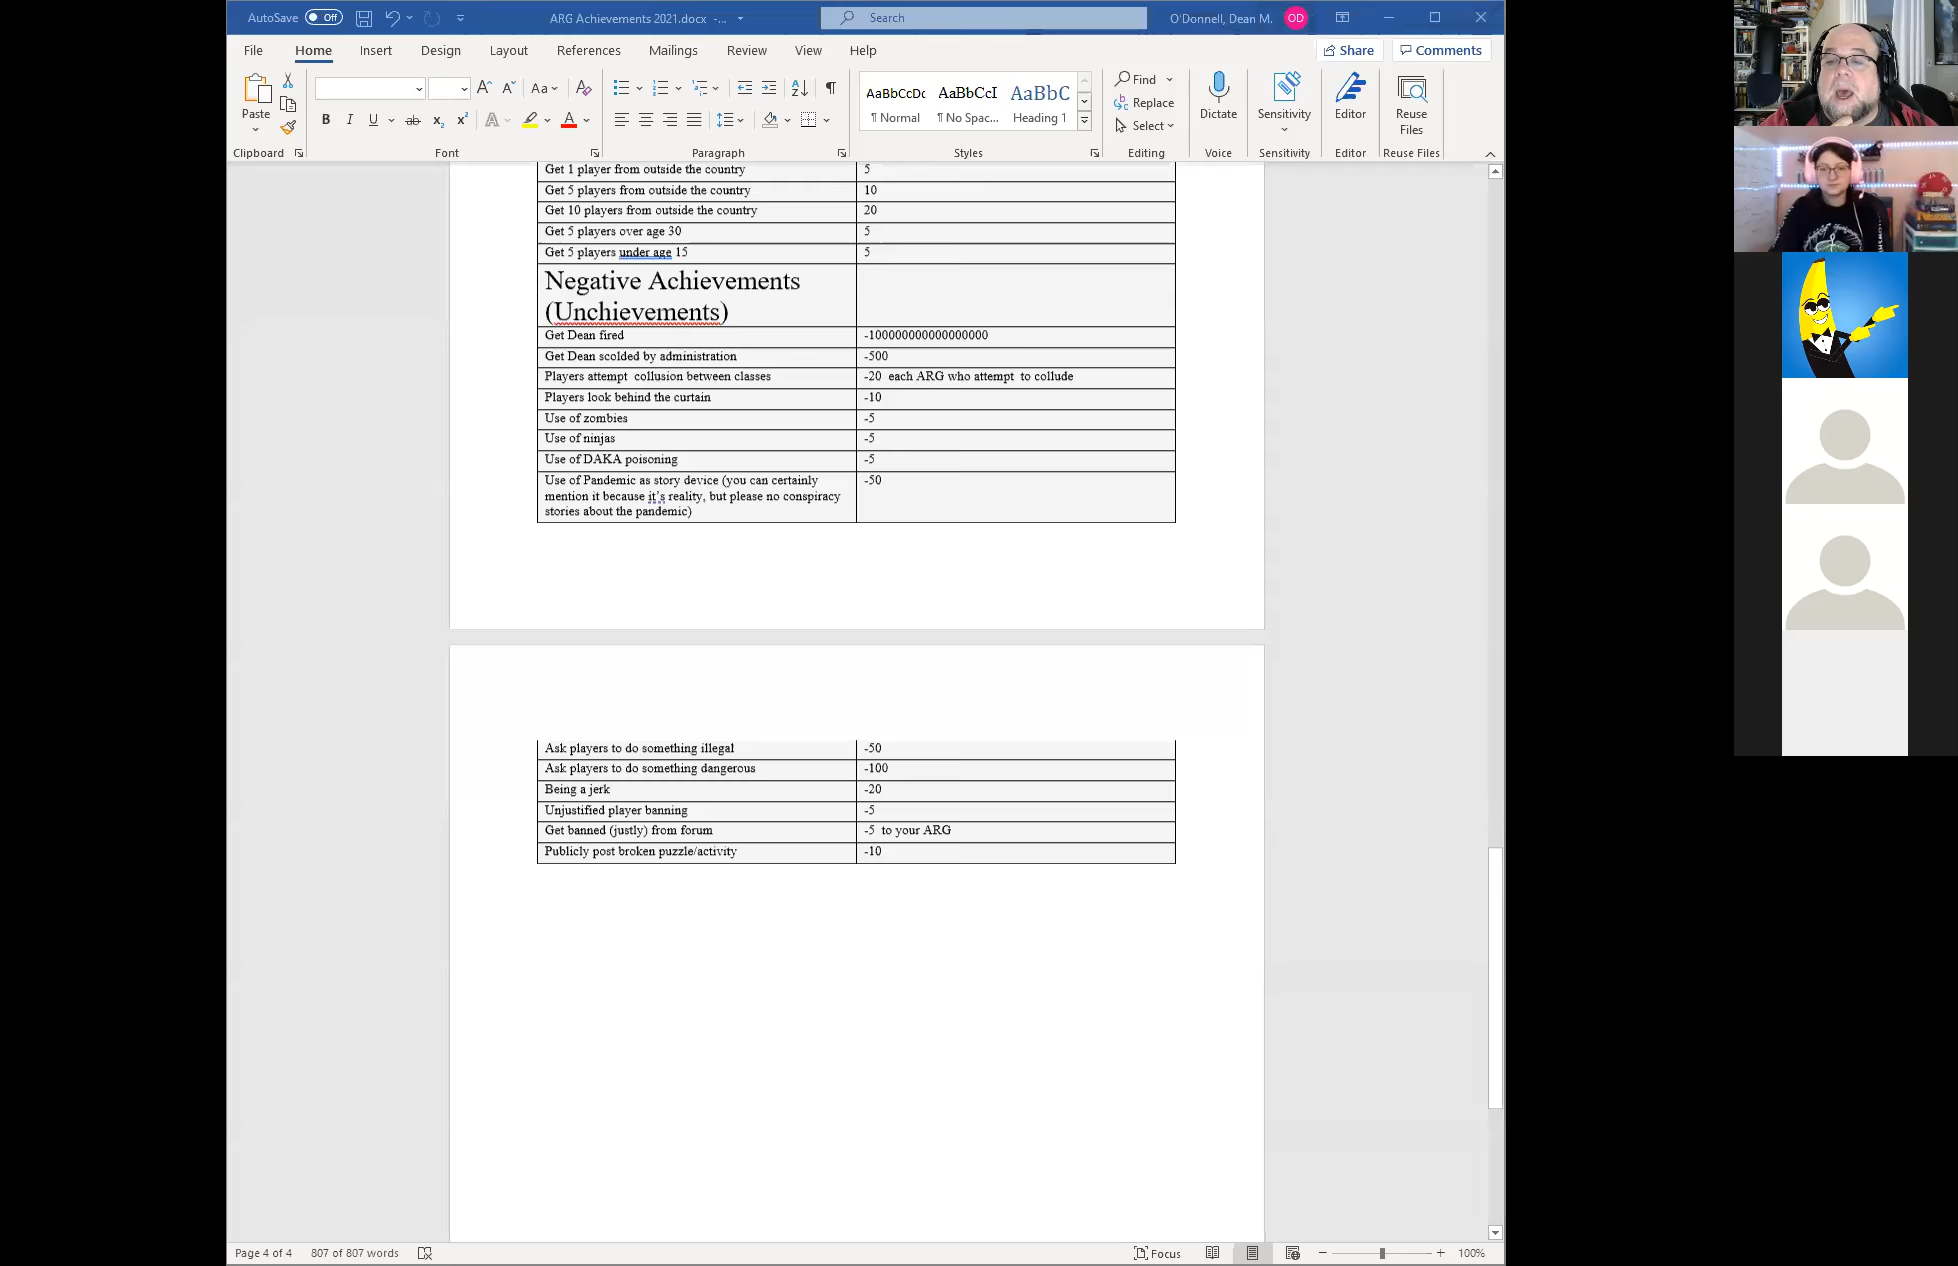 AutoSave Off ARG Achievements 2021.docx -... Search O'Donnell, Dean M. OD
File Home Insert Design Layout References Mailings Review View Help Share Comments
Paste
Aa
B I U ab x₂ x² A A
AaBbCcDc AaBbCcI AaBbC
¶ Normal ¶ No Spac... Heading 1
Find
Replace
Select
Dictate Sensitivity Editor Reuse
Files
Clipboard Font Paragraph Styles Editing Voice Sensitivity Editor Reuse Files
Get 1 player from outside the country 5
Get 5 players from outside the country 10
Get 10 players from outside the country 20
Get 5 players over age 30 5
Get 5 players under age 15 5
Negative Achievements
(Unchievements)
Get Dean fired -100000000000000000
Get Dean scolded by administration -500
Players attempt collusion between classes -20 each ARG who attempt to collude
Players look behind the curtain -10
Use of zombies -5
Use of ninjas -5
Use of DAKA poisoning -5
Use of Pandemic as story device (you can certainly -50
mention it because it's reality, but please no conspiracy
stories about the pandemic)
Ask players to do something illegal -50
Ask players to do something dangerous -100
Being a jerk -20
Unjustified player banning -5
Get banned (justly) from forum -5 to your ARG
Publicly post broken puzzle/activity -10
Page 4 of 4 807 of 807 words Focus 100%